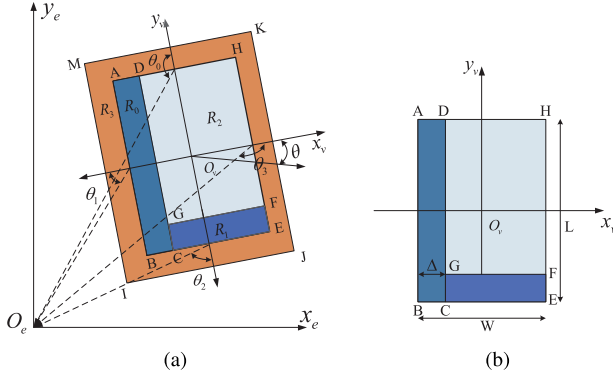 y_e
y_v
K
M
θ_0
H
A D
R_3
R_0
R_2
x_v
θ
θ_3
O_v
θ_1
G
F
R_1
E
B
C
J
I
θ_2
O_e
x_e
(a)
y_v
A D H
x_v
O_v
L
Δ G F
B C E
W
(b)